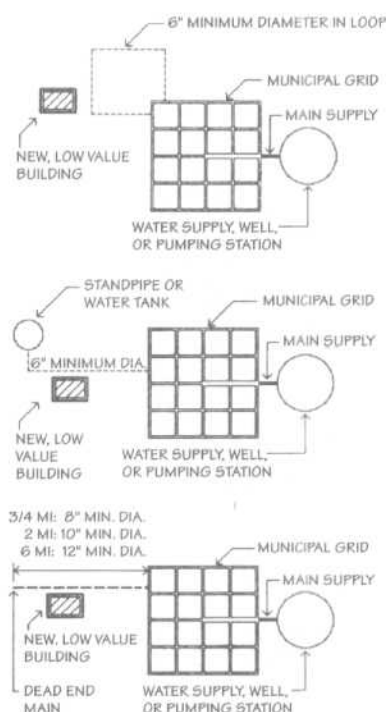 6" MINIMUM DIAMETER IN LOOP
MUNICIPAL GRID
MAIN SUPPLY
NEW, LOW VALUE
BUILDING
WATER SUPPLY, WELL,
OR PUMPING STATION
STANDPIPE OR
WATER TANK
MUNICIPAL GRID
MAIN SUPPLY
6" MINIMUM DIA.
NEW, LOW
VALUE
BUILDING
WATER SUPPLY, WELL,
OR PUMPING STATION
3/4 MI: 8" MIN. DIA.
2 MI: 10" MIN. DIA.
6 MI: 12" MIN. DIA.
MUNICIPAL GRID
MAIN SUPPLY
NEW, LOW VALUE
BUILDING
DEAD END
MAIN
WATER SUPPLY, WELL,
OR PUMPING STATION